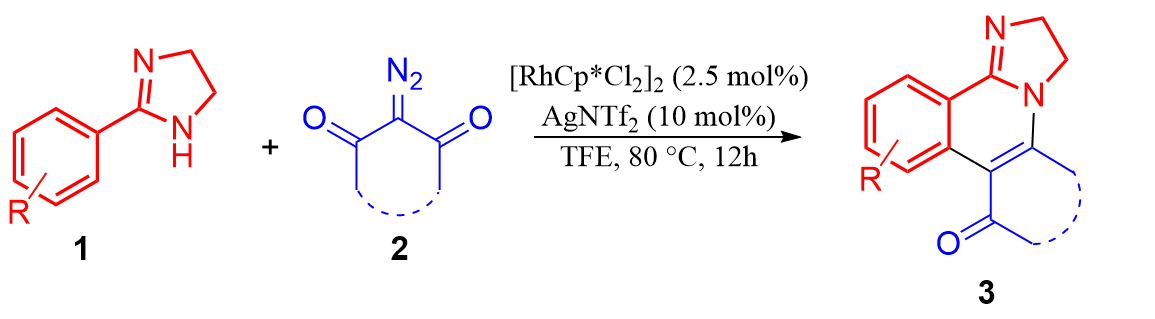 N
N
H
R
1
+
N₂
O
O
2
[RhCp*Cl₂]₂ (2.5 mol%)
AgNTf₂ (10 mol%)
TFE, 80 °C, 12h
N
N
R
O
3